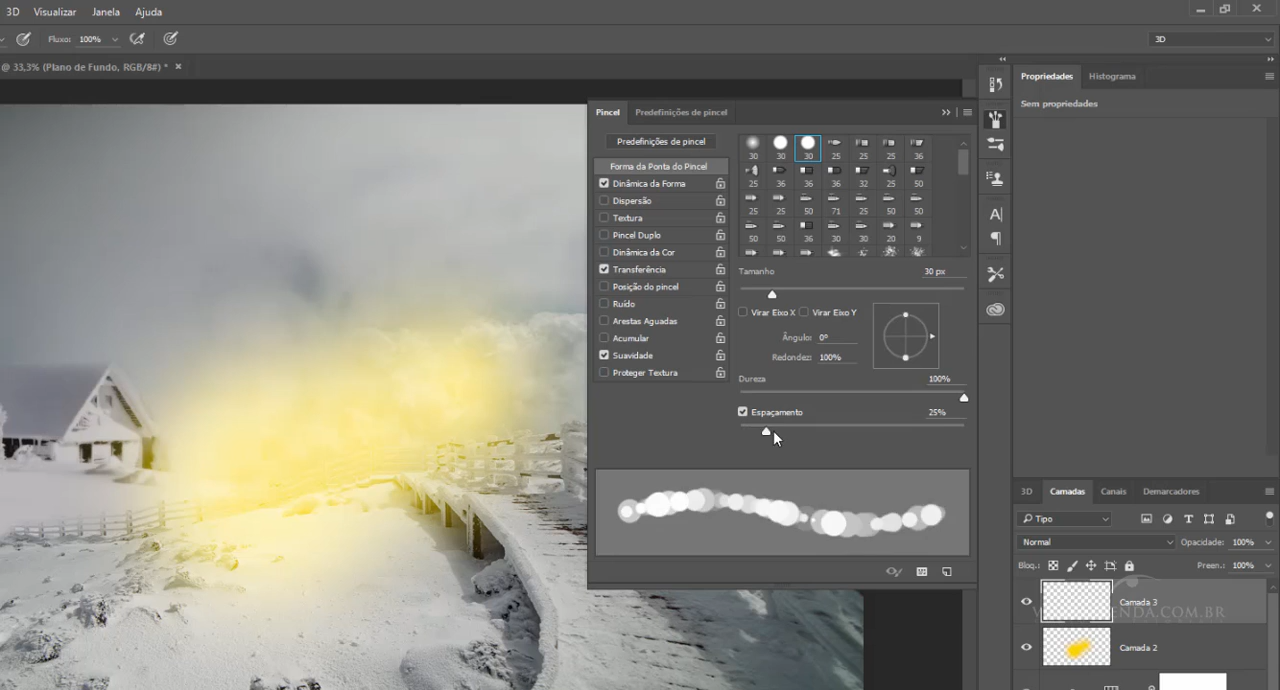 3D Visualizar Janela Ajuda
Fluxo: 100%
3D
@ 33,3% (Plano de Fundo, RGB/8#) *
Propriedades Histograma
Sem propriedades
Pincel Predefinições de pincel
Predefinições de pincel
Forma da Ponta do Pincel
Dinâmica da Forma
Dispersão
Textura
Pincel Duplo
Dinâmica da Cor
Transferência
Posição do pincel
Ruído
Arestas Aguadas
Acumular
Suavidade
Proteger Textura
30 30 30 25 25 25 36
25 36 36 36 32 25 50
25 25 50 71 25 50 50
50 50 36 30 30 20 9
Tamanho 30 px
Virar Eixo X Virar Eixo Y
Ângulo: 0º
Redondez: 100%
Dureza 100%
Espaçamento 25%
3D Camadas Canais Demarcadores
Tipo
Normal Opacidade: 100%
Bloq.: Preen.: 100%
Camada 3
Camada 2